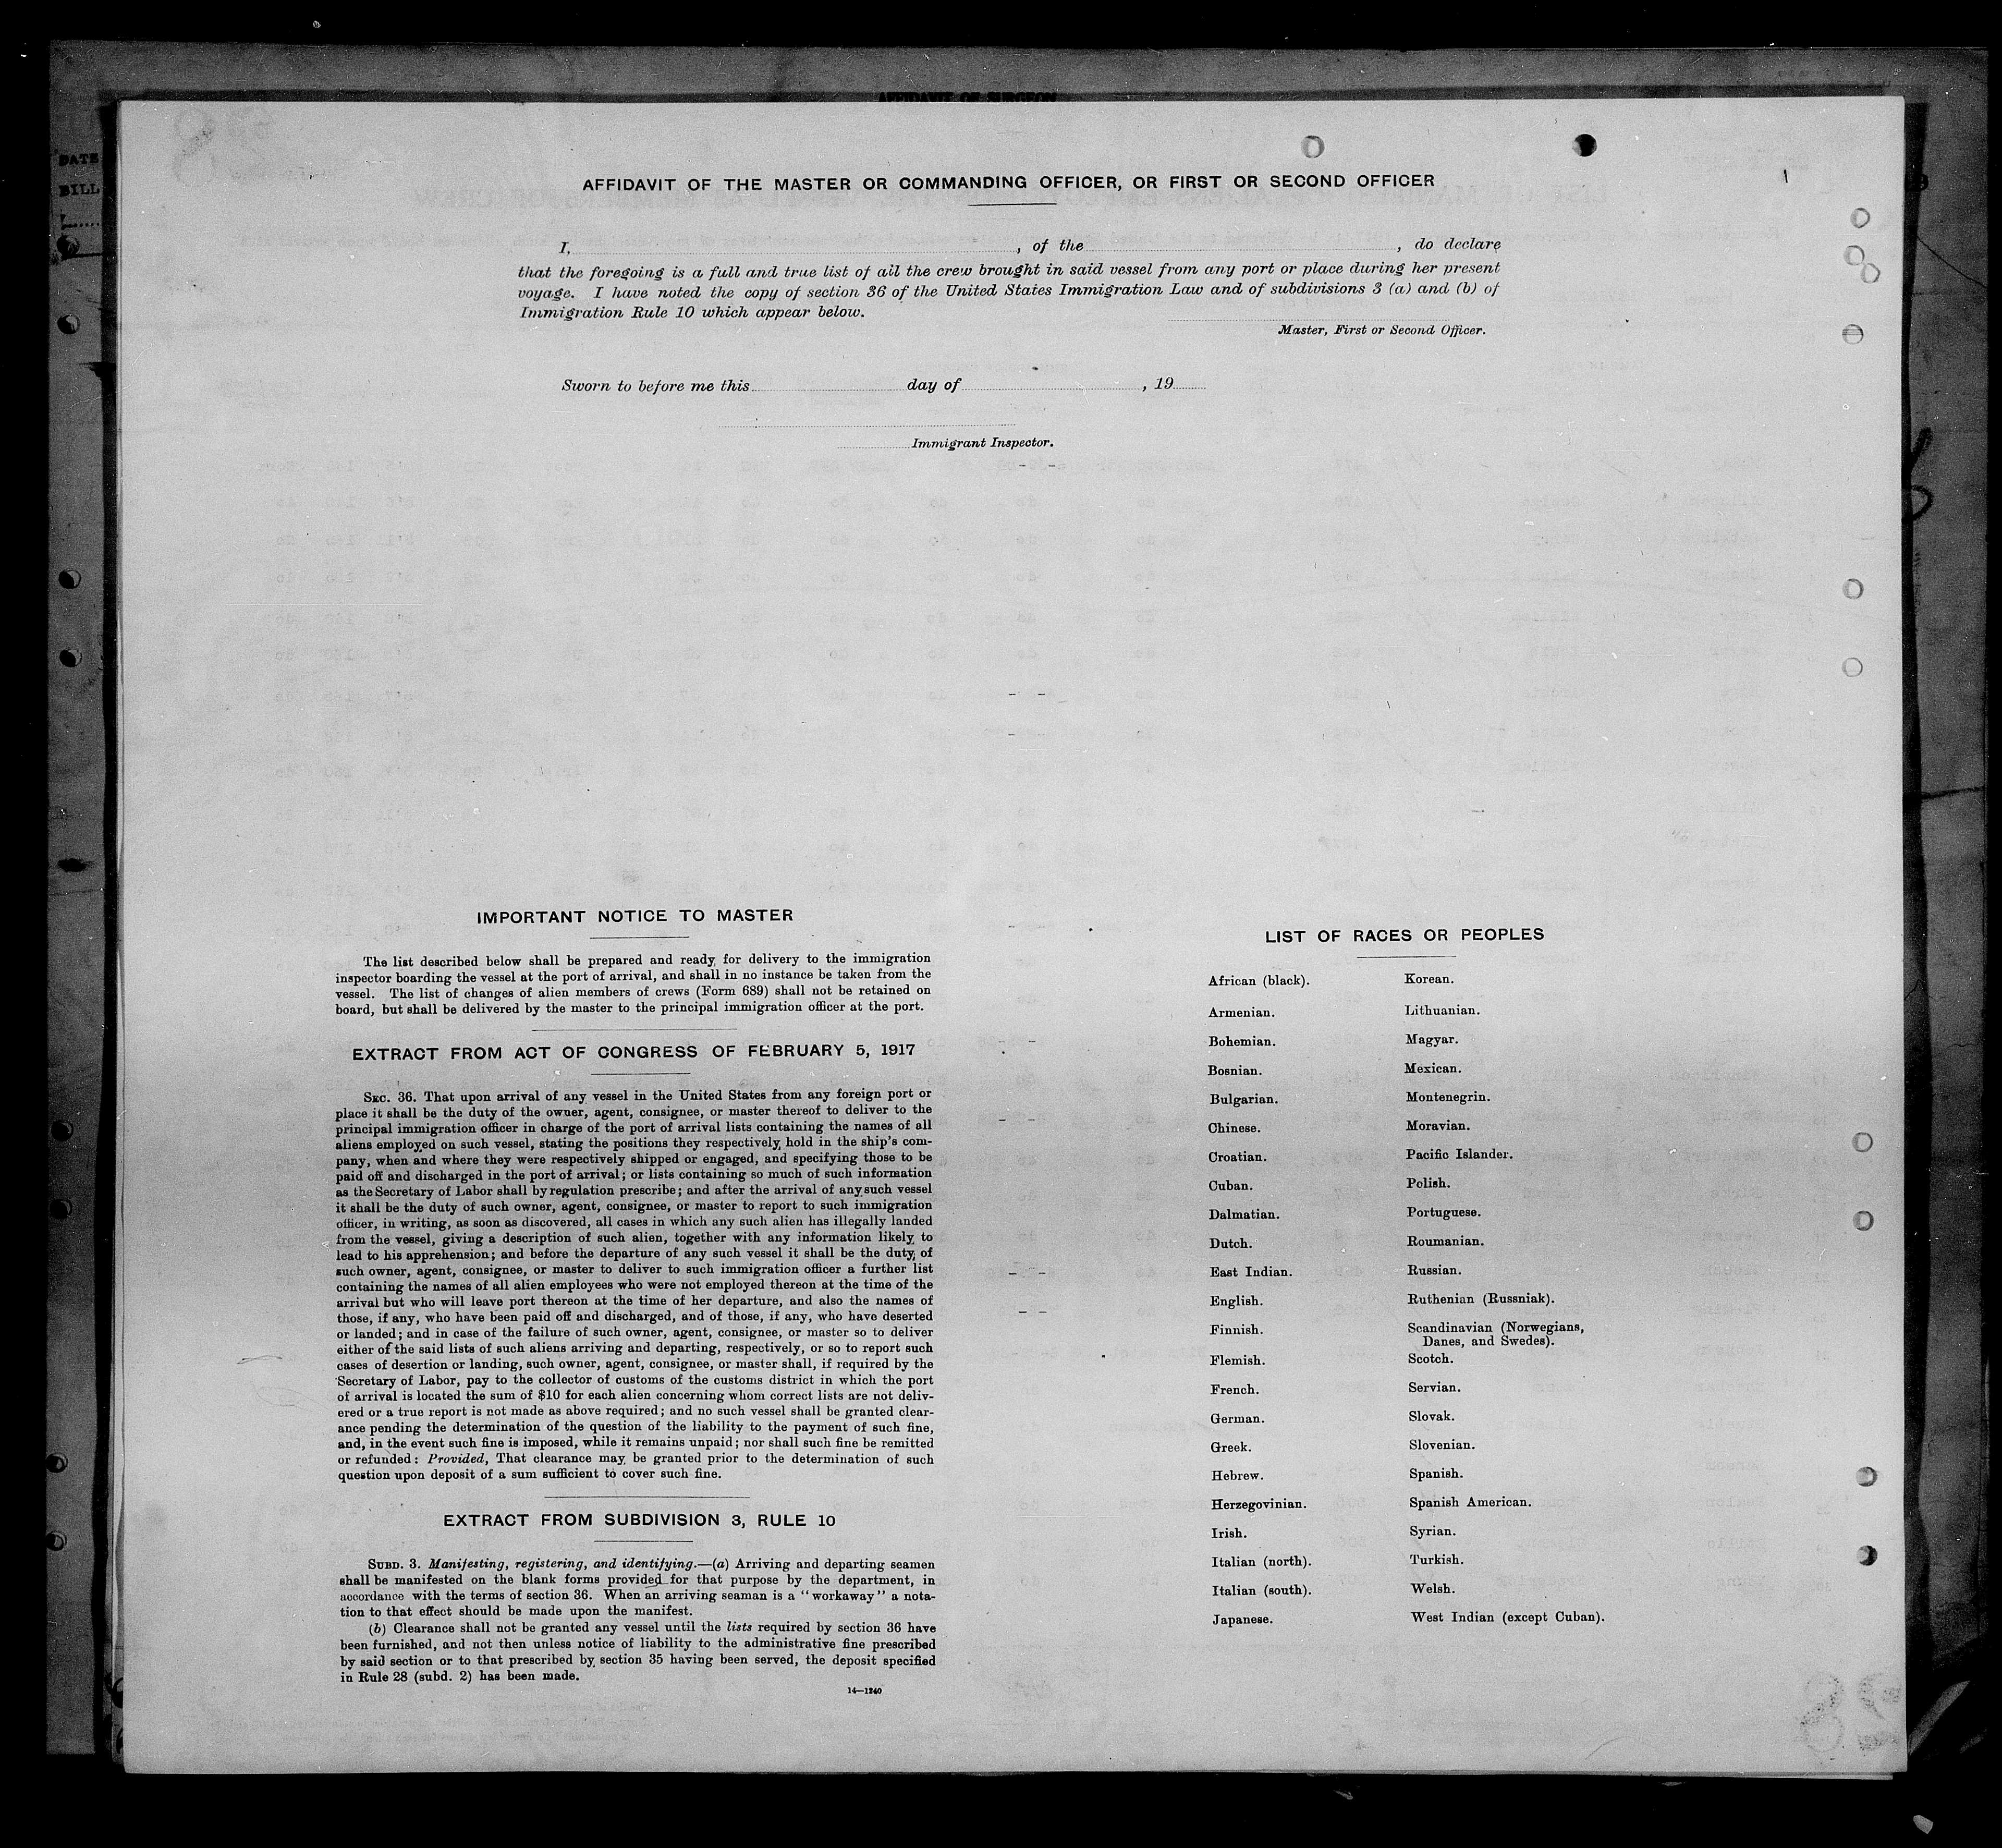 AFFIDAVIT OF SURGEON
DATE
BILL
AFFIDAVIT OF THE MASTER OR COMMANDING OFFICER, OR FIRST OR SECOND OFFICER
I, , of the , do declare
that the foregoing is a full and true list of all the crew brought in said vessel from any port or place during her present
voyage. I have noted the copy of section 36 of the United States Immigration Law and of subdivisions 3 (a) and (b) of
Immigration Rule 10 which appear below.
Master, First or Second Officer.
Sworn to before me this day of , 19
Immigrant Inspector.
IMPORTANT NOTICE TO MASTER
The list described below shall be prepared and ready for delivery to the immigration
inspector boarding the vessel at the port of arrival, and shall in no instance be taken from the
vessel. The list of changes of alien members of crews (Form 689) shall not be retained on
board, but shall be delivered by the master to the principal immigration officer at the port.
EXTRACT FROM ACT OF CONGRESS OF FEBRUARY 5, 1917
SEC. 36. That upon arrival of any vessel in the United States from any foreign port or
place it shall be the duty of the owner, agent, consignee, or master thereof to deliver to the
principal immigration officer in charge of the port of arrival lists containing the names of all
aliens employed on such vessel, stating the positions they respectively hold in the ship's com-
pany, when and where they were respectively shipped or engaged, and specifying those to be
paid off and discharged in the port of arrival; or lists containing so much of such information
as the Secretary of Labor shall by regulation prescribe; and after the arrival of any such vessel
it shall be the duty of such owner, agent, consignee, or master to report to such immigration
officer, in writing, as soon as discovered, all cases in which any such alien has illegally landed
from the vessel, giving a description of such alien, together with any information likely to
lead to his apprehension; and before the departure of any such vessel it shall be the duty of
such owner, agent, consignee, or master to deliver to such immigration officer a further list
containing the names of all alien employees who were not employed thereon at the time of the
arrival but who will leave port thereon at the time of her departure, and also the names of
those, if any, who have been paid off and discharged, and of those, if any, who have deserted
or landed; and in case of the failure of such owner, agent, consignee, or master so to deliver
either of the said lists of such aliens arriving and departing, respectively, or so to report such
cases of desertion or landing, such owner, agent, consignee, or master shall, if required by the
Secretary of Labor, pay to the collector of customs of the customs district in which the port
of arrival is located the sum of $10 for each alien concerning whom correct lists are not deliv-
ered or a true report is not made as above required; and no such vessel shall be granted clear-
ance pending the determination of the question of the liability to the payment of such fine,
and, in the event such fine is imposed, while it remains unpaid; nor shall such fine be remitted
or refunded: Provided, That clearance may be granted prior to the determination of such
question upon deposit of a sum sufficient to cover such fine.
EXTRACT FROM SUBDIVISION 3, RULE 10
SUBD. 3. Manifesting, registering, and identifying.—(a) Arriving and departing seamen
shall be manifested on the blank forms provided for that purpose by the department, in
accordance with the terms of section 36. When an arriving seaman is a "workaway" a nota-
tion to that effect should be made upon the manifest.
(b) Clearance shall not be granted any vessel until the lists required by section 36 have
been furnished, and not then unless notice of liability to the administrative fine prescribed
by said section or to that prescribed by section 35 having been served, the deposit specified
in Rule 28 (subd. 2) has been made.
14—1240
LIST OF RACES OR PEOPLES
African (black).
Armenian.
Bohemian.
Bosnian.
Bulgarian.
Chinese.
Croatian.
Cuban.
Dalmatian.
Dutch.
East Indian.
English.
Finnish.
Flemish.
French.
German.
Greek.
Hebrew.
Herzegovinian.
Irish.
Italian (north).
Italian (south).
Japanese.
Korean.
Lithuanian.
Magyar.
Mexican.
Montenegrin.
Moravian.
Pacific Islander.
Polish.
Portuguese.
Roumanian.
Russian.
Ruthenian (Russniak).
Scandinavian (Norwegians,
Danes, and Swedes).
Scotch.
Servian.
Slovak.
Slovenian.
Spanish.
Spanish American.
Syrian.
Turkish.
Welsh.
West Indian (except Cuban).